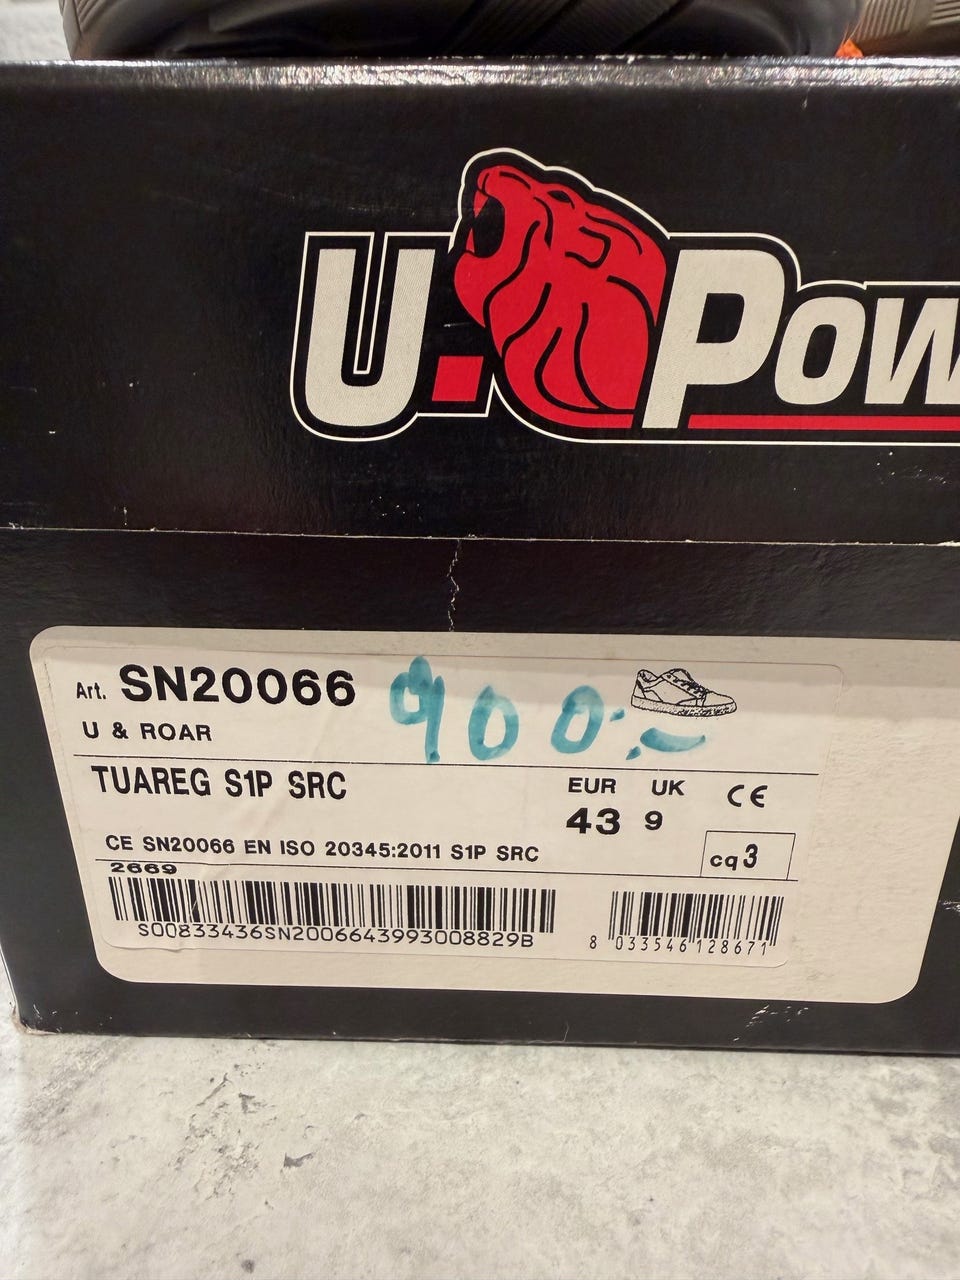 U.Pow
Art. SN20066
900:-
U & ROAR
TUAREG S1P SRC
EUR UK
43 9
CE
CE SN20066 EN ISO 20345:2011 S1P SRC
cq3
2669
S00833436SN2006643993008829B
8 033546 128671